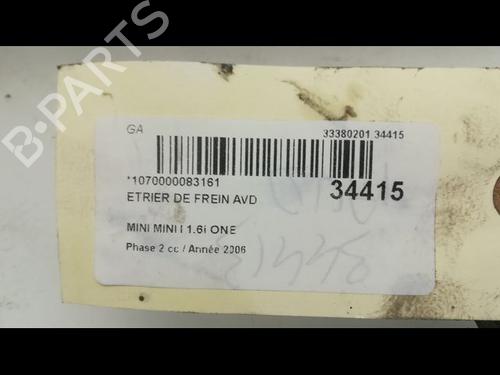 B-PARTS
GA
33380201 34415
*1070000083161
34415
ETRIER DE FREIN AVD
MINI MINI I 1.6i ONE
Phase 2 cc / Année 2006